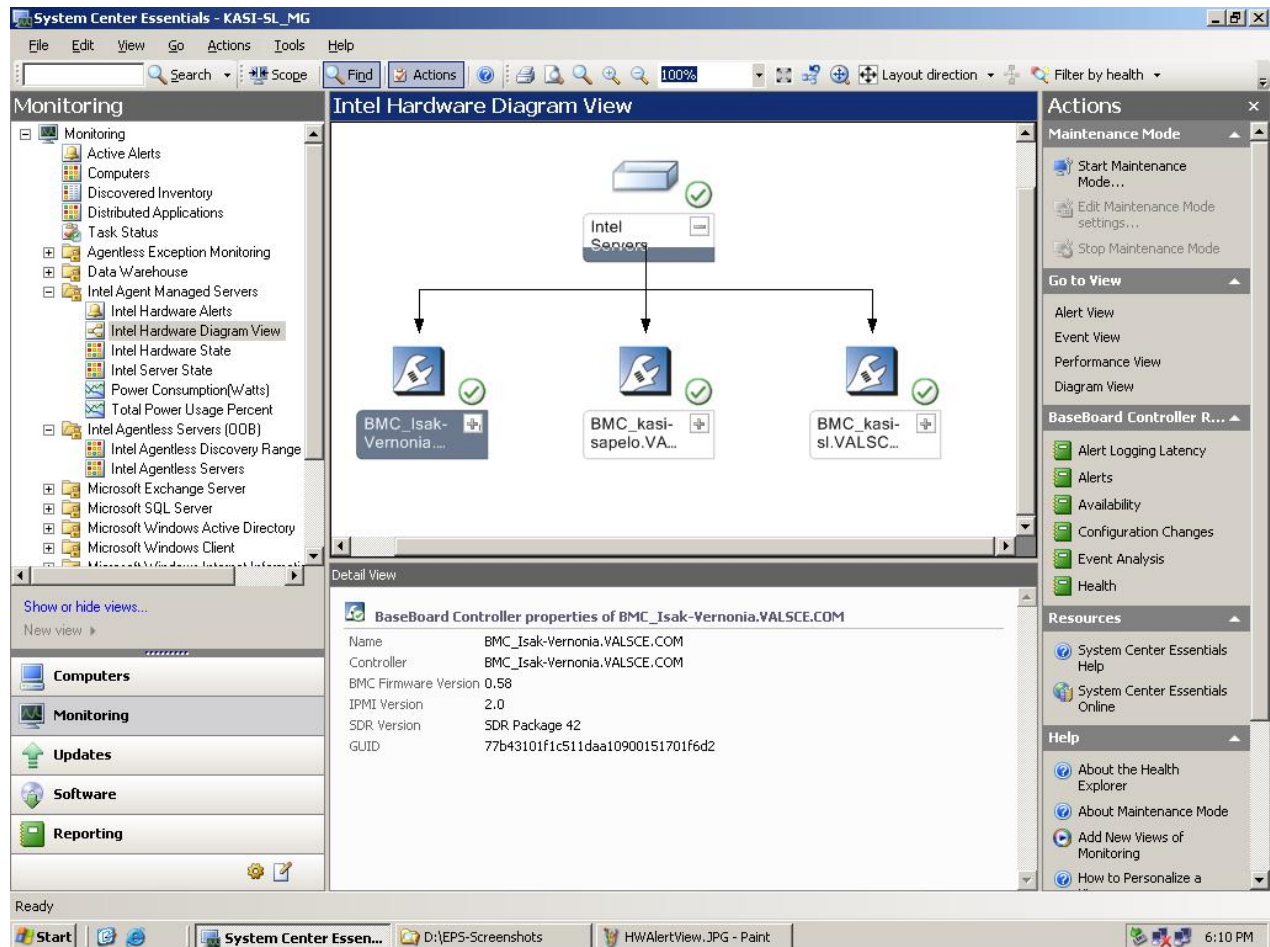 System Center Essentials - KASI-SL_MG
File Edit View Go Actions Tools Help
Search Scope Find Actions 100% Layout direction Filter by health
Monitoring
Monitoring
Active Alerts
Computers
Discovered Inventory
Distributed Applications
Task Status
Agentless Exception Monitoring
Data Warehouse
Intel Agent Managed Servers
Intel Hardware Alerts
Intel Hardware Diagram View
Intel Hardware State
Intel Server State
Power Consumption(Watts)
Total Power Usage Percent
Intel Agentless Servers (OOB)
Intel Agentless Discovery Range
Intel Agentless Servers
Microsoft Exchange Server
Microsoft SQL Server
Microsoft Windows Active Directory
Microsoft Windows Client
Show or hide views...
New view
Computers
Monitoring
Updates
Software
Reporting
Intel Hardware Diagram View
Intel
Servers
BMC_Isak-
Vernonia....
BMC_kasi-
sapelo.VA...
BMC_kasi-
sl.VALSC...
Detail View
BaseBoard Controller properties of BMC_Isak-Vernonia.VALSCE.COM
Name BMC_Isak-Vernonia.VALSCE.COM
Controller BMC_Isak-Vernonia.VALSCE.COM
BMC Firmware Version 0.58
IPMI Version 2.0
SDR Version SDR Package 42
GUID 77b43101f1c511daa10900151701f6d2
Actions
Maintenance Mode
Start Maintenance
Mode...
Edit Maintenance Mode
settings...
Stop Maintenance Mode
Go to View
Alert View
Event View
Performance View
Diagram View
BaseBoard Controller R...
Alert Logging Latency
Alerts
Availability
Configuration Changes
Event Analysis
Health
Resources
System Center Essentials
Help
System Center Essentials
Online
Help
About the Health
Explorer
About Maintenance Mode
Add New Views of
Monitoring
How to Personalize a
Ready
Start System Center Essen... D:\EPS-Screenshots HWAlertView.JPG - Paint 6:10 PM